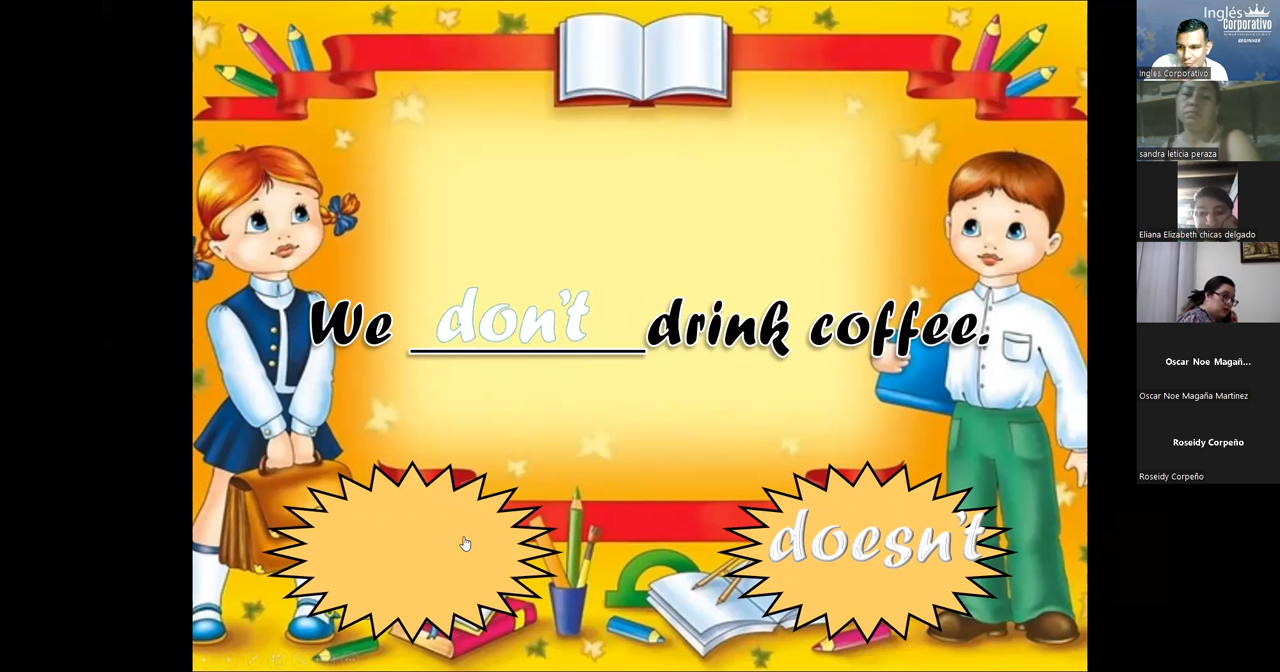 We don't drink coffee.
doesn't
Inglés
Corporativo
BEGINNER
Inglés Corporativo
sandra leticia peraza
Eliana Elizabeth chicas delgado
Oscar Noe Magañ...
Oscar Noe Magaña Martinez
Roseidy Corpeño
Roseidy Corpeño